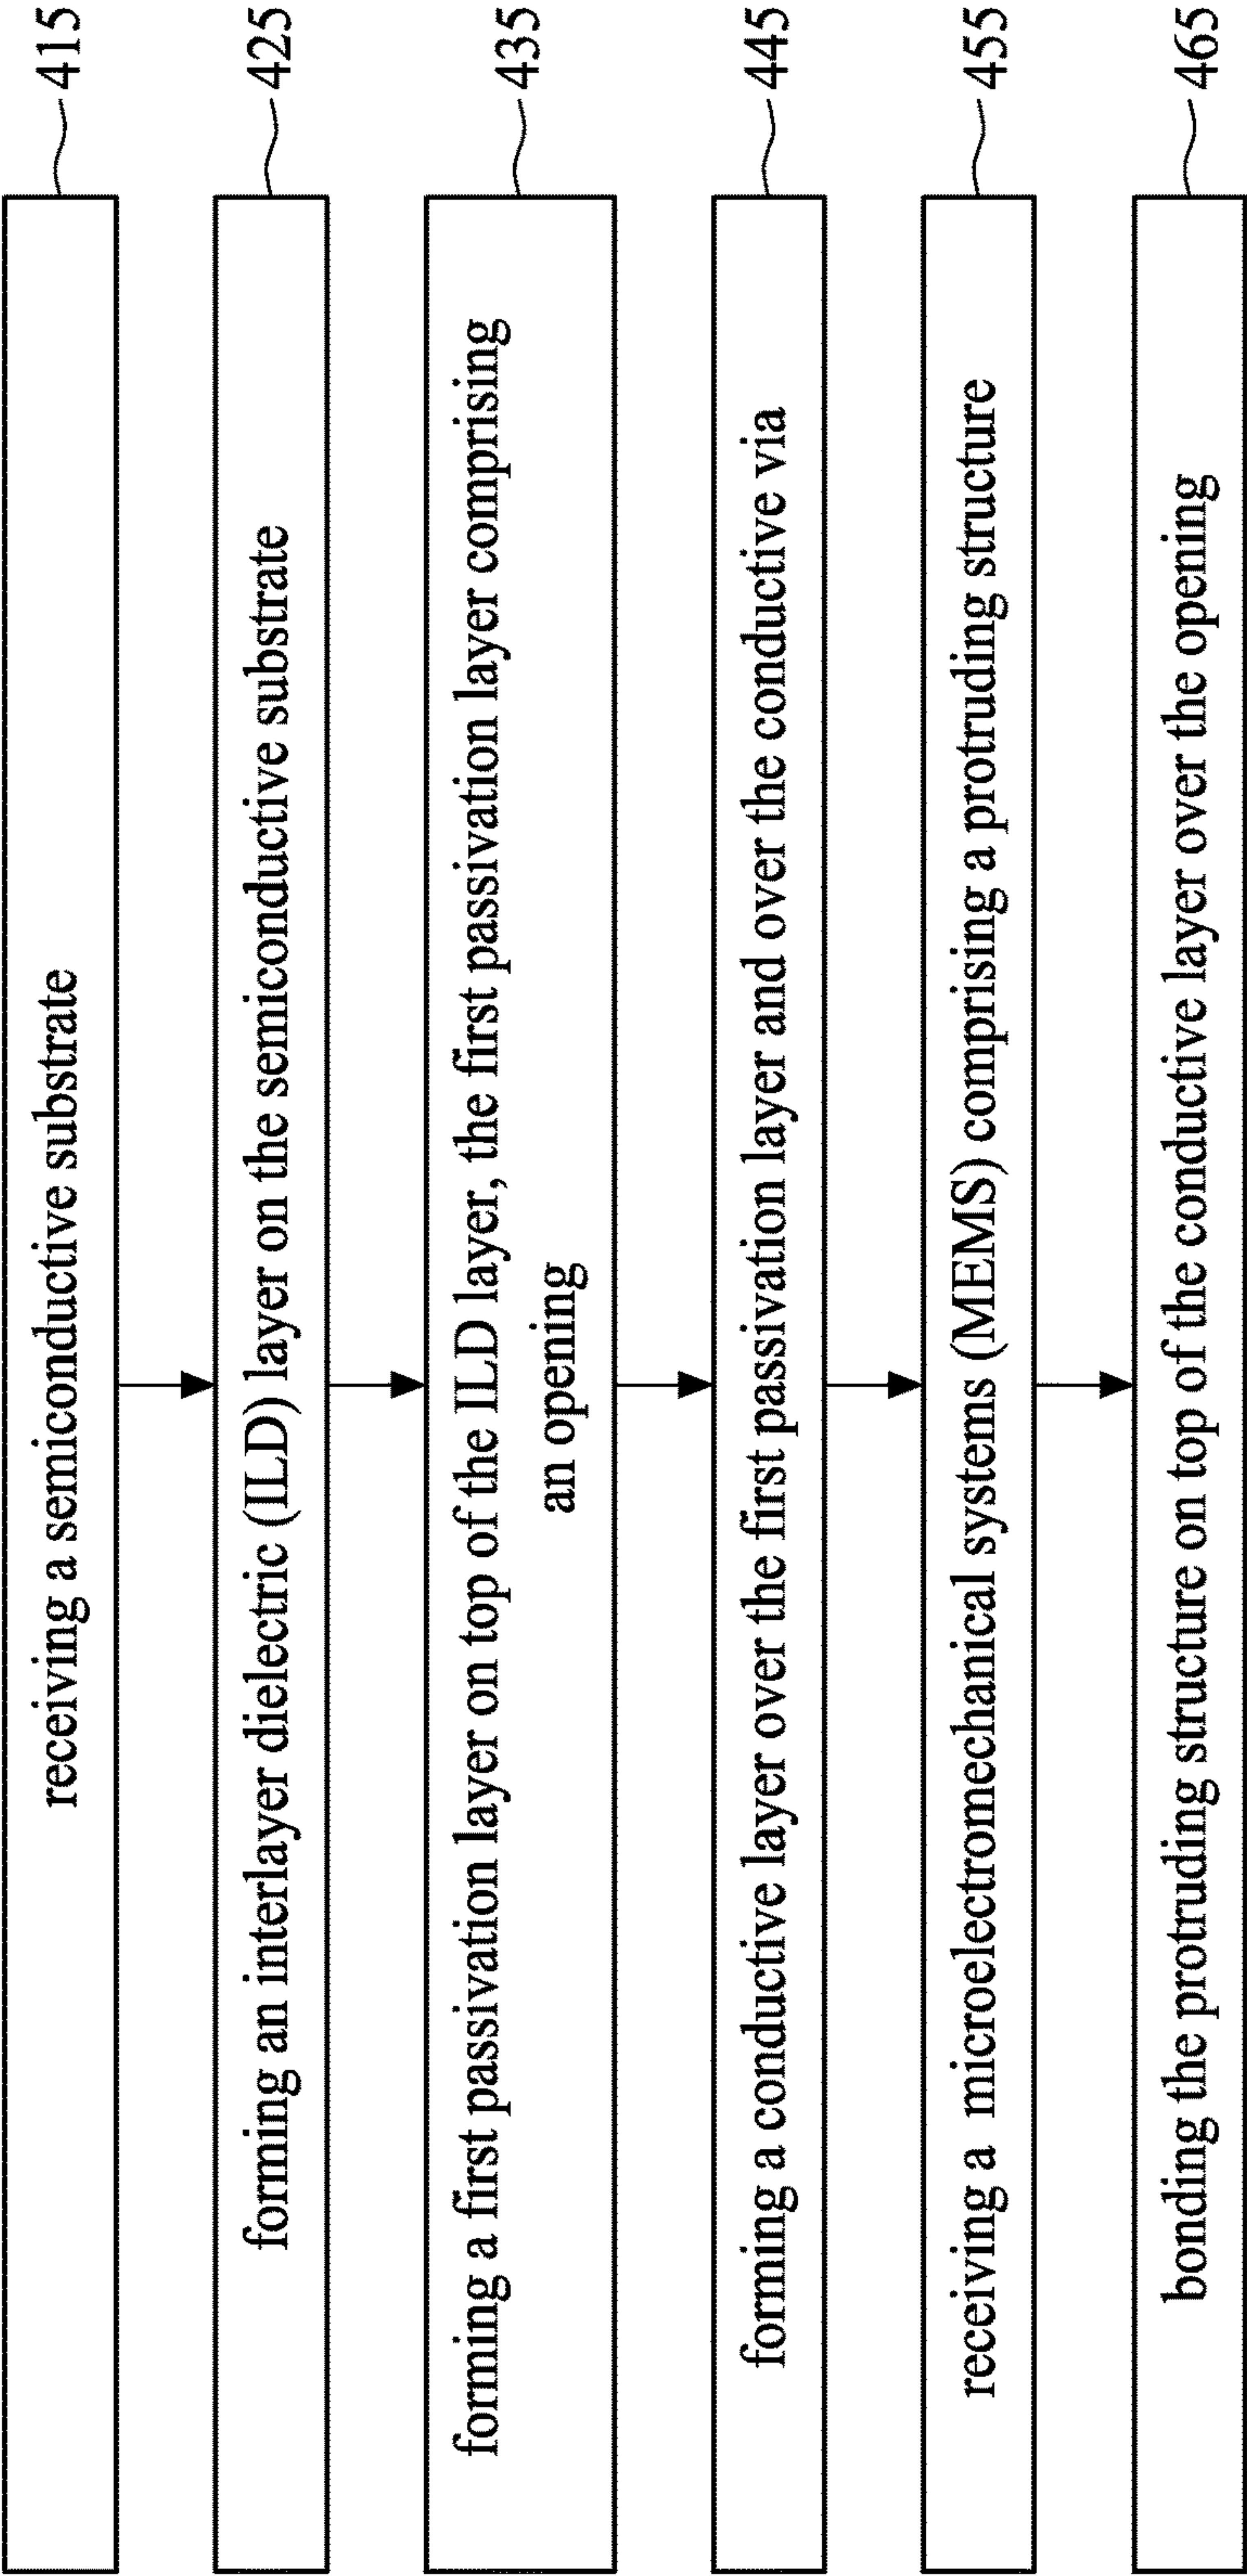 receiving a semiconductive substrate
415
forming an interlayer dielectric (ILD) layer on the semiconductive substrate
425
forming a first passivation layer on top of the ILD layer, the first passivation layer comprising
an opening
435
forming a conductive layer over the first passivation layer and over the conductive via
445
receiving a microelectromechanical systems (MEMS) comprising a protruding structure
455
bonding the protruding structure on top of the conductive layer over the opening
465